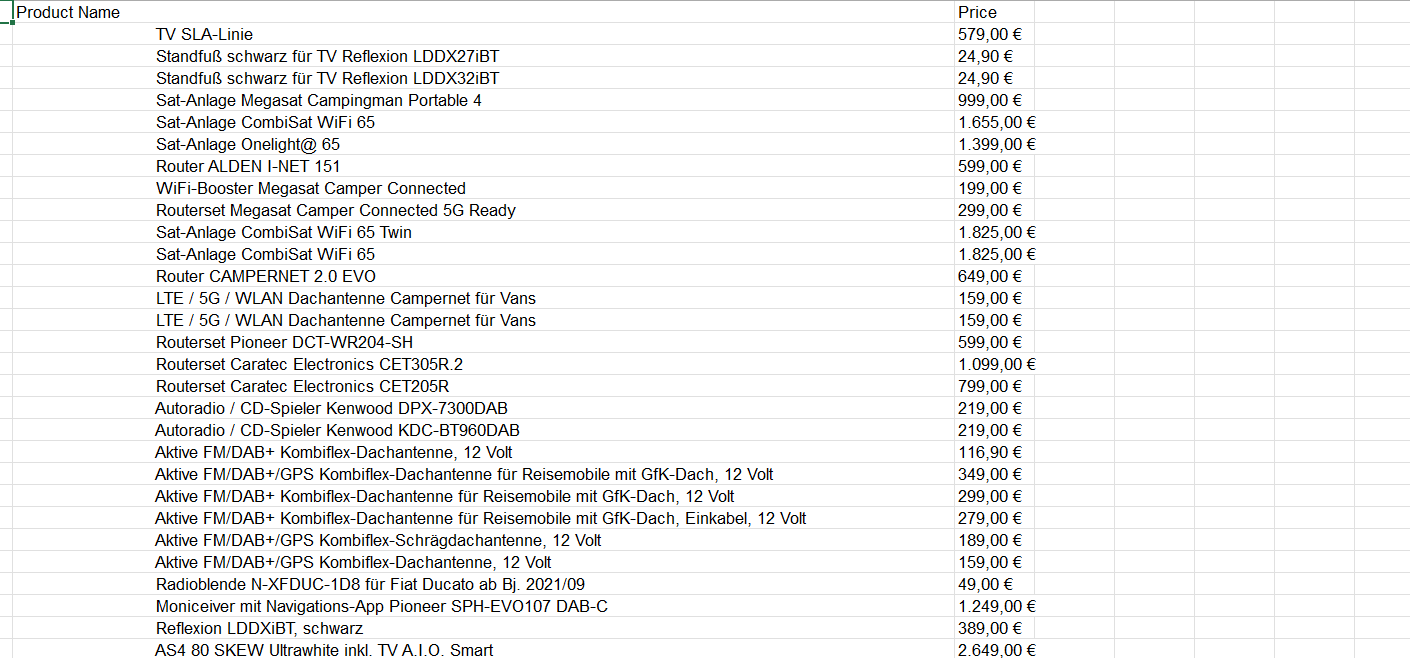 Product Name Price
TV SLA-Linie 579,00 €
Standfuß schwarz für TV Reflexion LDDX27iBT 24,90 €
Standfuß schwarz für TV Reflexion LDDX32iBT 24,90 €
Sat-Anlage Megasat Campingman Portable 4 999,00 €
Sat-Anlage CombiSat WiFi 65 1.655,00 €
Sat-Anlage Onelight@ 65 1.399,00 €
Router ALDEN I-NET 151 599,00 €
WiFi-Booster Megasat Camper Connected 199,00 €
Routerset Megasat Camper Connected 5G Ready 299,00 €
Sat-Anlage CombiSat WiFi 65 Twin 1.825,00 €
Sat-Anlage CombiSat WiFi 65 1.825,00 €
Router CAMPERNET 2.0 EVO 649,00 €
LTE / 5G / WLAN Dachantenne Campernet für Vans 159,00 €
LTE / 5G / WLAN Dachantenne Campernet für Vans 159,00 €
Routerset Pioneer DCT-WR204-SH 599,00 €
Routerset Caratec Electronics CET305R.2 1.099,00 €
Routerset Caratec Electronics CET205R 799,00 €
Autoradio / CD-Spieler Kenwood DPX-7300DAB 219,00 €
Autoradio / CD-Spieler Kenwood KDC-BT960DAB 219,00 €
Aktive FM/DAB+ Kombiflex-Dachantenne, 12 Volt 116,90 €
Aktive FM/DAB+/GPS Kombiflex-Dachantenne für Reisemobile mit GfK-Dach, 12 Volt 349,00 €
Aktive FM/DAB+ Kombiflex-Dachantenne für Reisemobile mit GfK-Dach, 12 Volt 299,00 €
Aktive FM/DAB+ Kombiflex-Dachantenne für Reisemobile mit GfK-Dach, Einkabel, 12 Volt 279,00 €
Aktive FM/DAB+/GPS Kombiflex-Schrägdachantenne, 12 Volt 189,00 €
Aktive FM/DAB+/GPS Kombiflex-Dachantenne, 12 Volt 159,00 €
Radioblende N-XFDUC-1D8 für Fiat Ducato ab Bj. 2021/09 49,00 €
Moniceiver mit Navigations-App Pioneer SPH-EVO107 DAB-C 1.249,00 €
Reflexion LDDXiBT, schwarz 389,00 €
AS4 80 SKEW Ultrawhite inkl. TV A.I.O. Smart 2.649,00 €